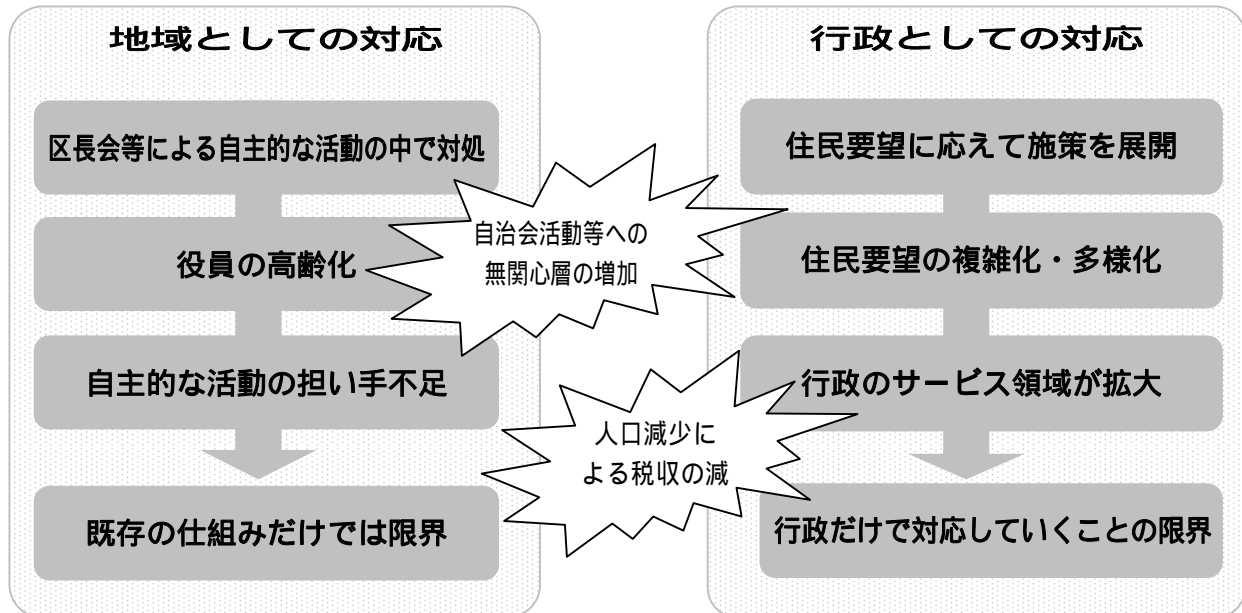 地域としての対応
区長会等による自主的な活動の中で対処
役員の高齢化
自主的な活動の担い手不足
既存の仕組みだけでは限界
自治会活動等への
無関心層の増加
人口減少に
よる税収の減
行政としての対応
住民要望に応えて施策を展開
住民要望の複雑化・多様化
行政のサービス領域が拡大
行政だけで対応していくことの限界